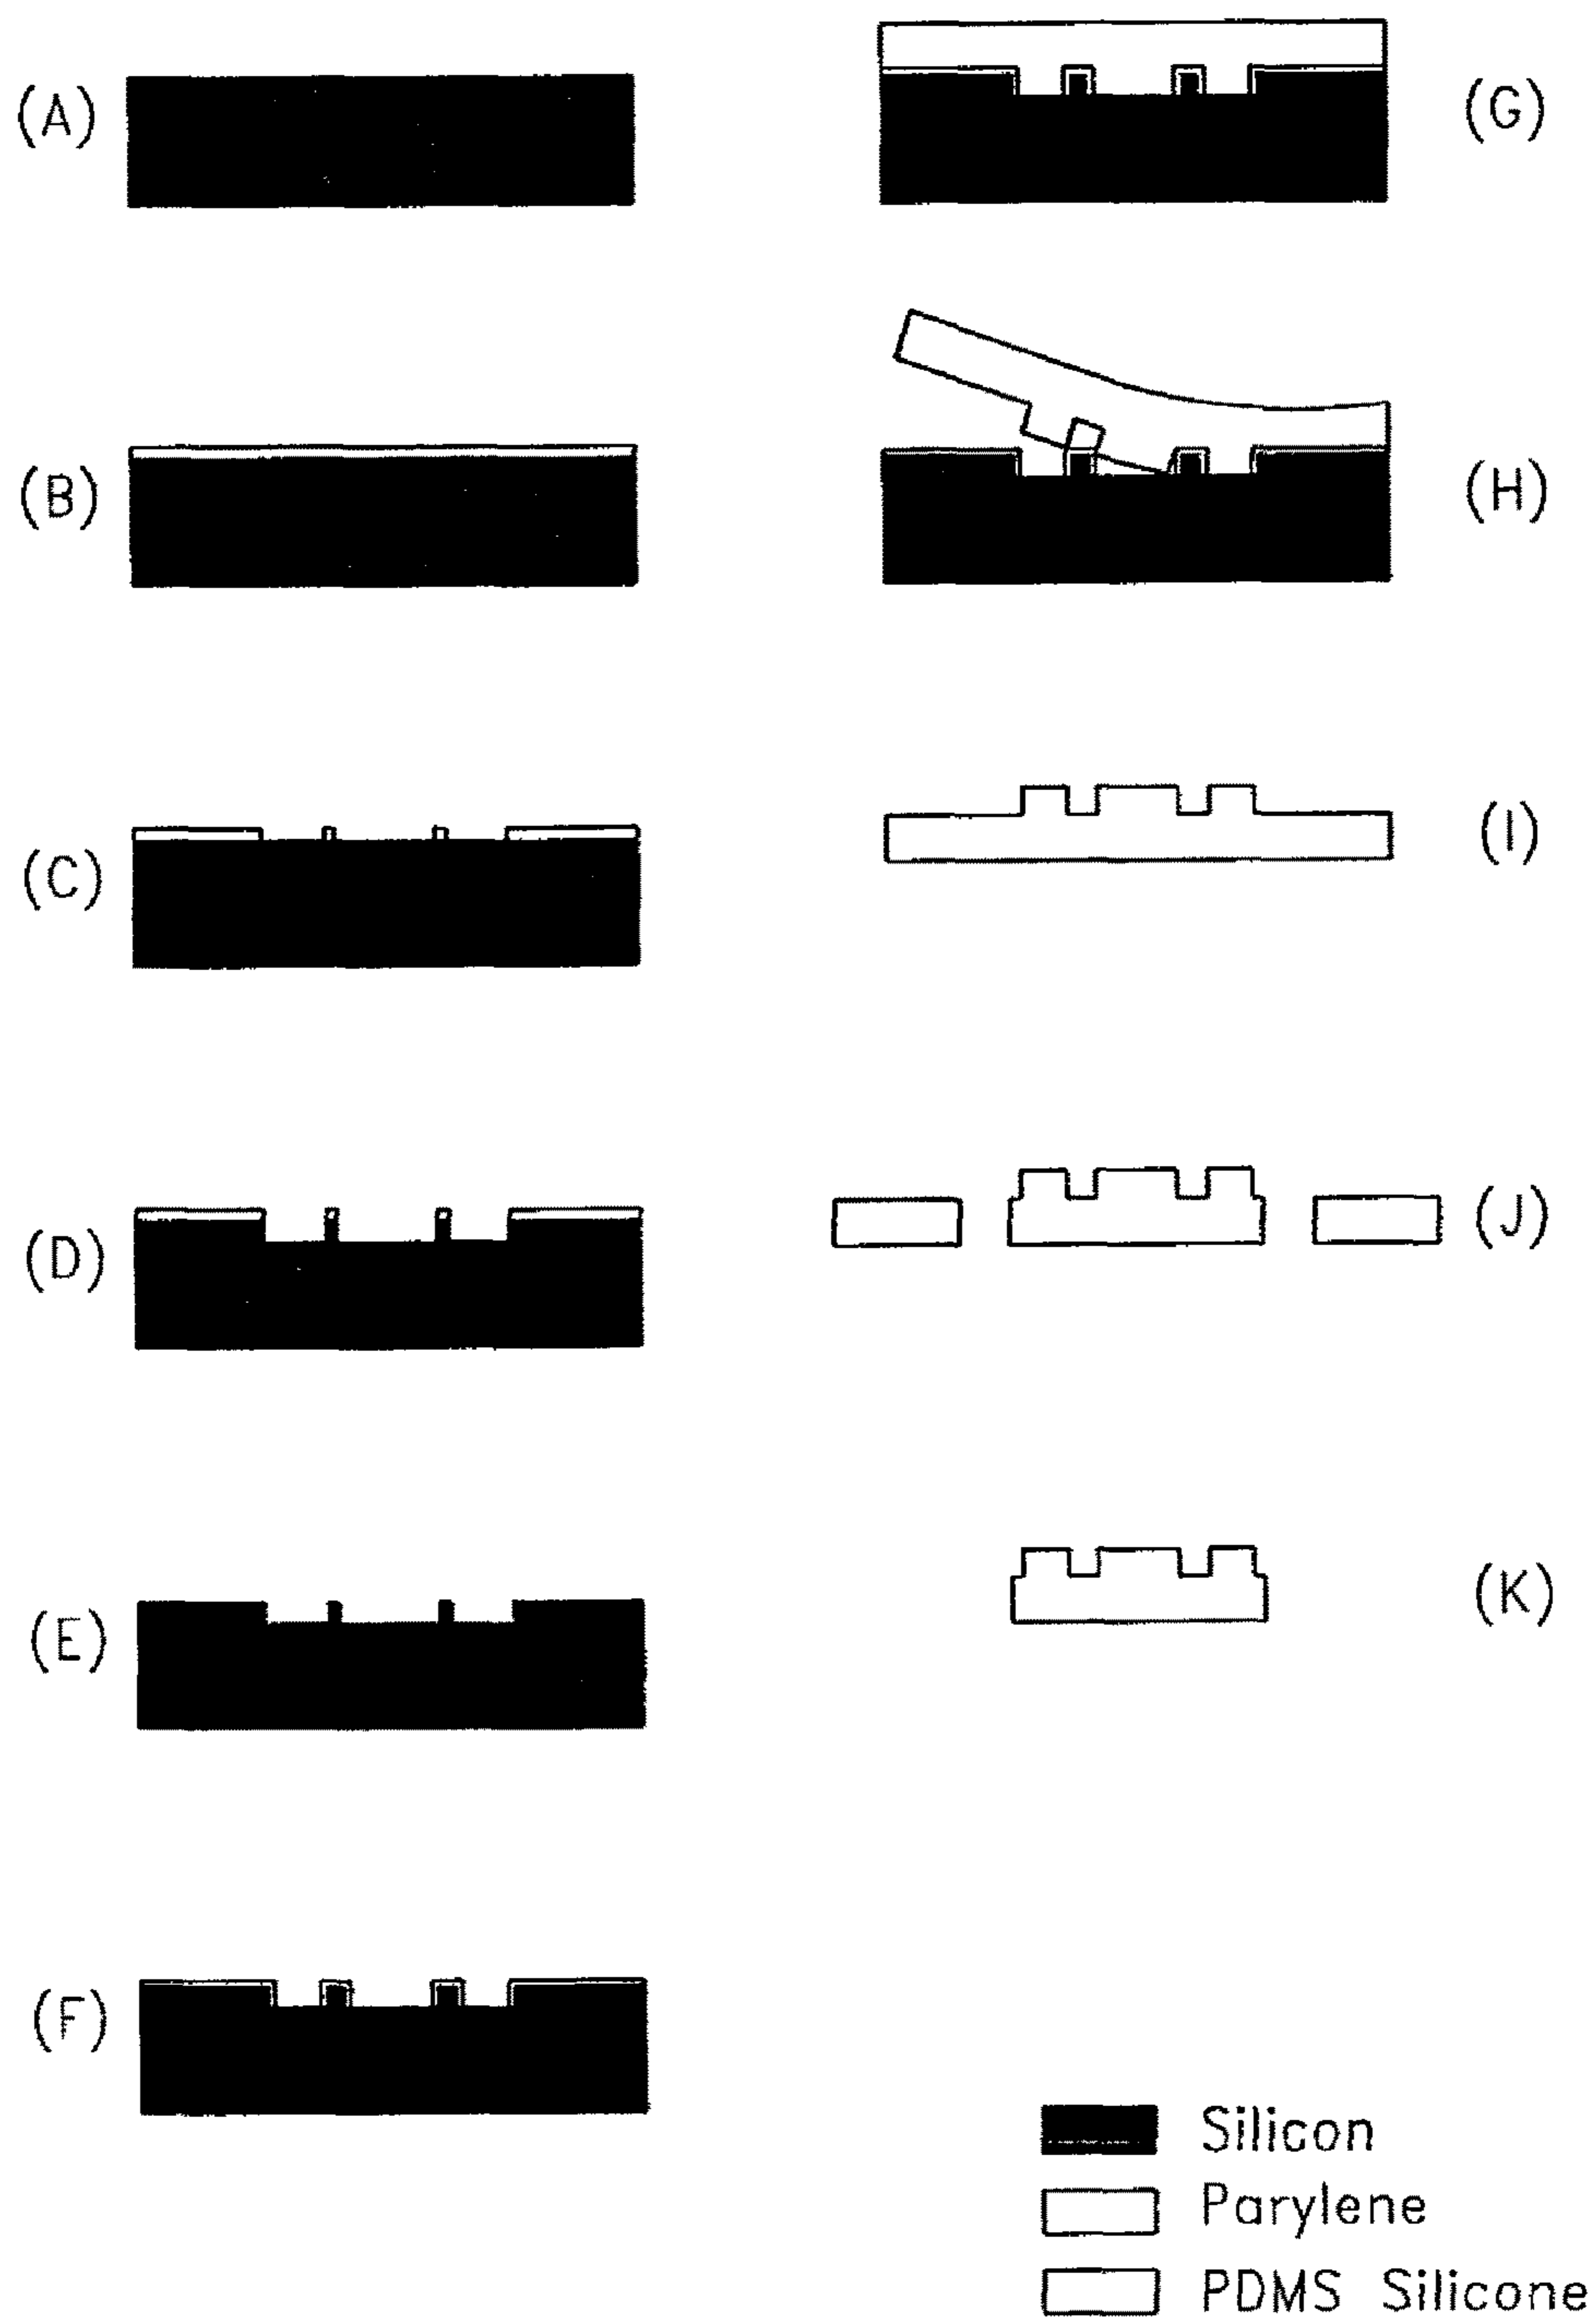 (A)
(B)
(C)
(D)
(E)
(F)
(G)
(H)
(I)
(J)
(K)
Silicon
Parylene
PDMS Silicone